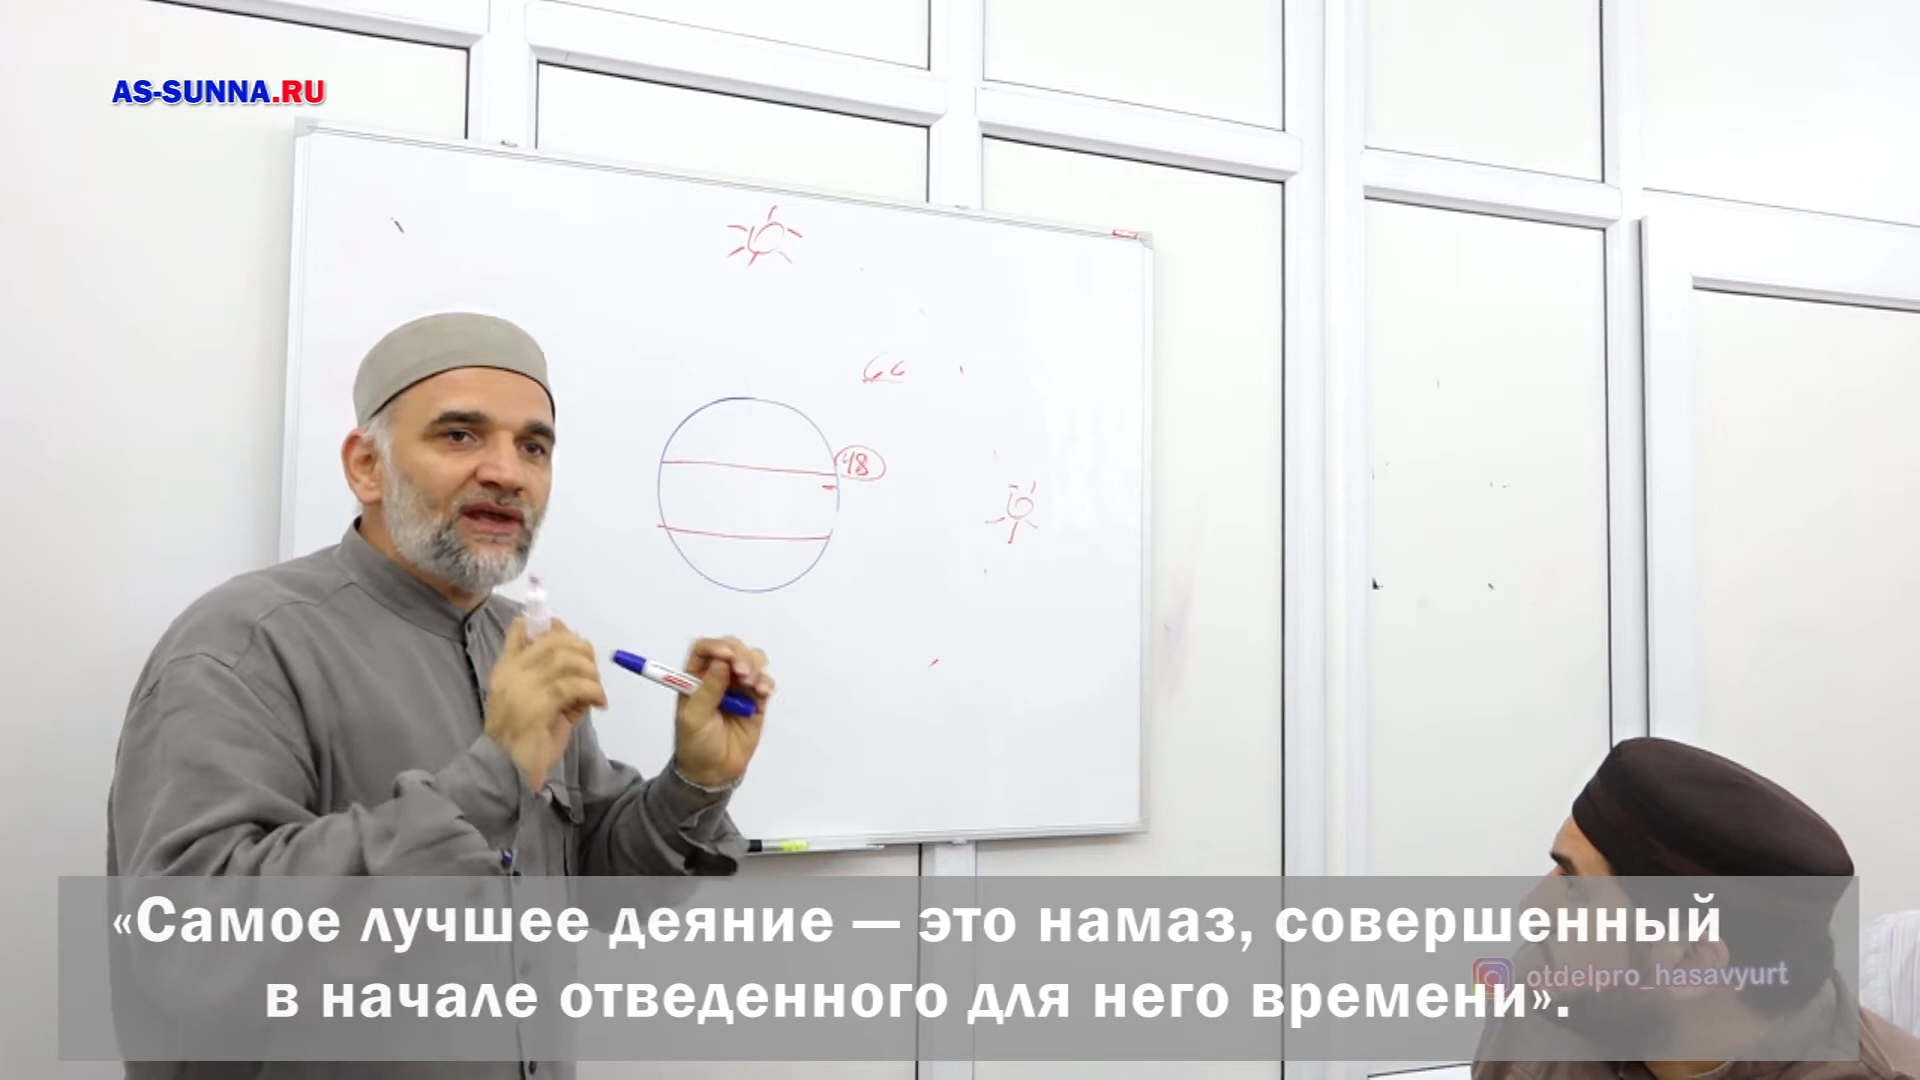 AS-SUNNA.RU
48
«Самое лучшее деяние — это намаз, совершенный
в начале отведенного для него времени».
otdelpro_hasavyurt